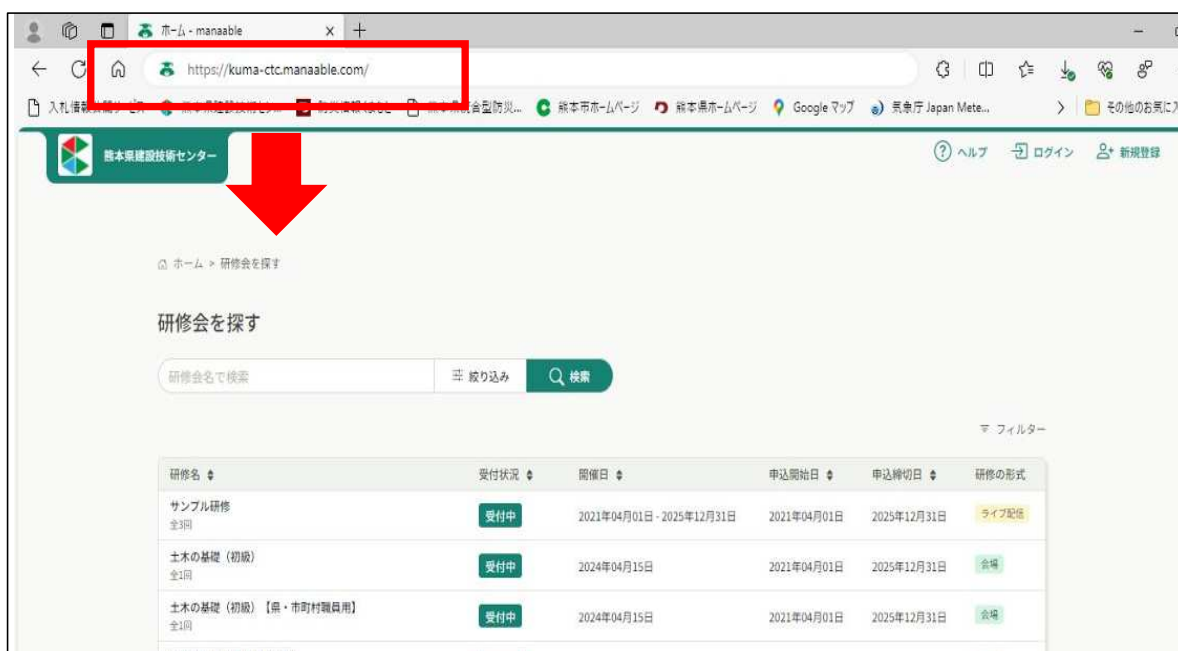 ホーム - manaable
https://kuma-ctc.manaable.com/
熊本市ホームページ 熊本県ホームページ Google マップ 気象庁 Japan Mete... その他のお気に入
熊本県建設技術センター ヘルプ ログイン 新規登録
ホーム > 研修会を探す
研修会を探す
研修会名で検索 絞り込み 検索
フィルター
研修名 受付状況 開催日 申込開始日 申込締切日 研修の形式
サンプル研修 受付中 2021年04月01日 - 2025年12月31日 2021年04月01日 2025年12月31日 ライブ配信
全3回
土木の基礎（初級） 受付中 2024年04月15日 2021年04月01日 2025年12月31日 会場
全1回
土木の基礎（初級）【県・市町村職員用】 受付中 2024年04月15日 2021年04月01日 2025年12月31日 会場
全1回